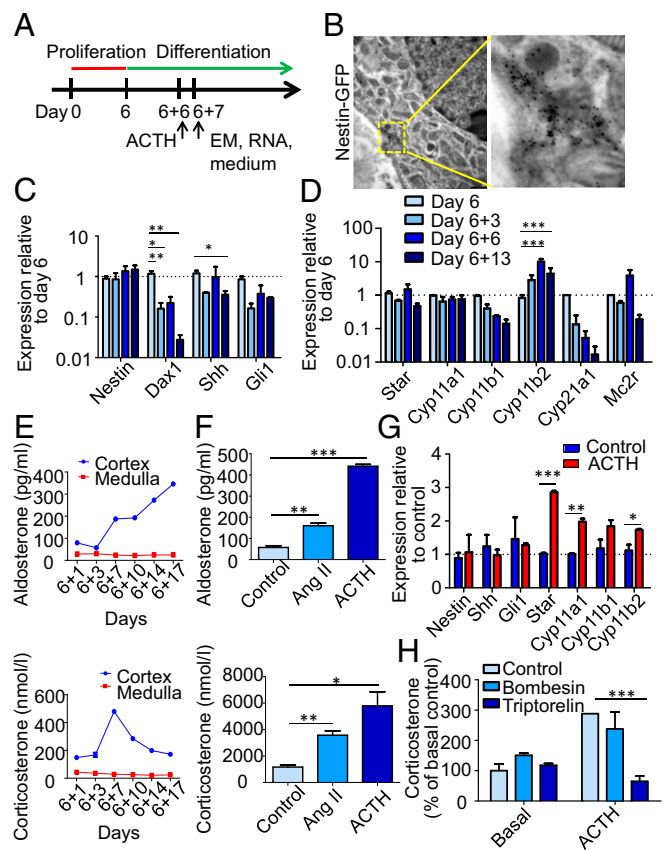 A
Proliferation Differentiation
Day 0 6 6+6 6+7
ACTH EM, RNA,
medium
B
Nestin-GFP
C
Expression relative
to day 6
10
1
0.1
0.01
**
*
**
*
Nestin
Dax1
Shh
Gli1
D
Day 6
Day 6+3
Day 6+6
Day 6+13
Expression relative
to day 6
100
10
1
0.1
0.01
***
***
Star
Cyp11a1
Cyp11b1
Cyp11b2
Cyp21a1
Mc2r
E
Aldosterone (pg/ml)
400
300
200
100
0
Cortex
Medulla
6+1
6+3
6+7
6+10
6+14
6+17
Days
Corticosterone (nmol/l)
600
400
200
0
Cortex
Medulla
6+1
6+3
6+7
6+10
6+14
6+17
Days
F
Aldosterone (pg/ml)
500
400
300
200
100
0
***
**
Control
Ang II
ACTH
Corticosterone (nmol/l)
8000
6000
4000
2000
0
*
**
Control
Ang II
ACTH
G
Control
ACTH
Expression relative
to control
4
3
2
1
0
***
**
*
Nestin
Shh
Gli1
Star
Cyp11a1
Cyp11b1
Cyp11b2
H
Control
Bombesin
Triptorelin
Corticosterone
(% of basal control)
400
300
200
100
0
***
Basal
ACTH